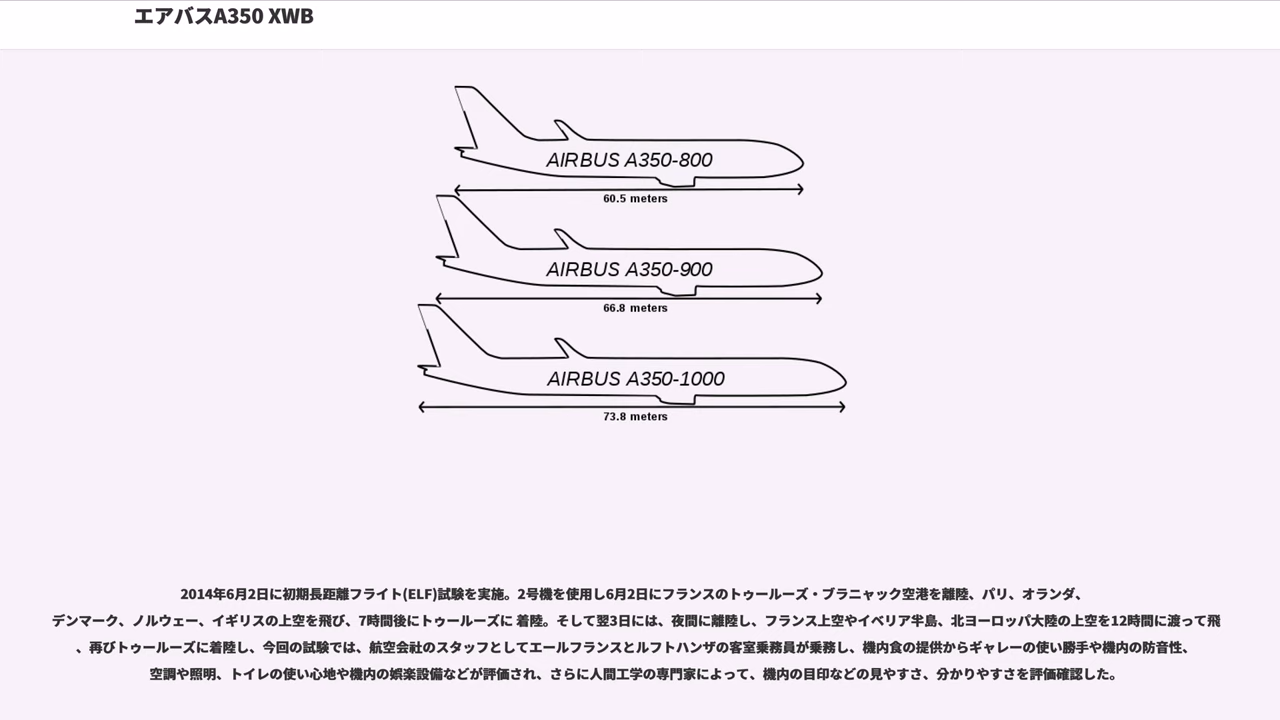 エアバスA350 XWB
AIRBUS A350-800
60.5 meters
AIRBUS A350-900
66.8 meters
AIRBUS A350-1000
73.8 meters
2014年6月2日に初期長距離フライト(ELF)試験を実施。2号機を使用し6月2日にフランスのトゥールーズ・ブラニャック空港を離陸、パリ、オランダ、
デンマーク、ノルウェー、イギリスの上空を飛び、7時間後にトゥールーズに 着陸。そして翌3日には、夜間に離陸し、フランス上空やイベリア半島、北ヨーロッパ大陸の上空を12時間に渡って飛
、再びトゥールーズに着陸し、今回の試験では、航空会社のスタッフとしてエールフランスとルフトハンザの客室乗務員が乗務し、機内食の提供からギャレーの使い勝手や機内の防音性、
空調や照明、トイレの使い心地や機内の娯楽設備などが評価され、さらに人間工学の専門家によって、機内の目印などの見やすさ、分かりやすさを評価確認した。